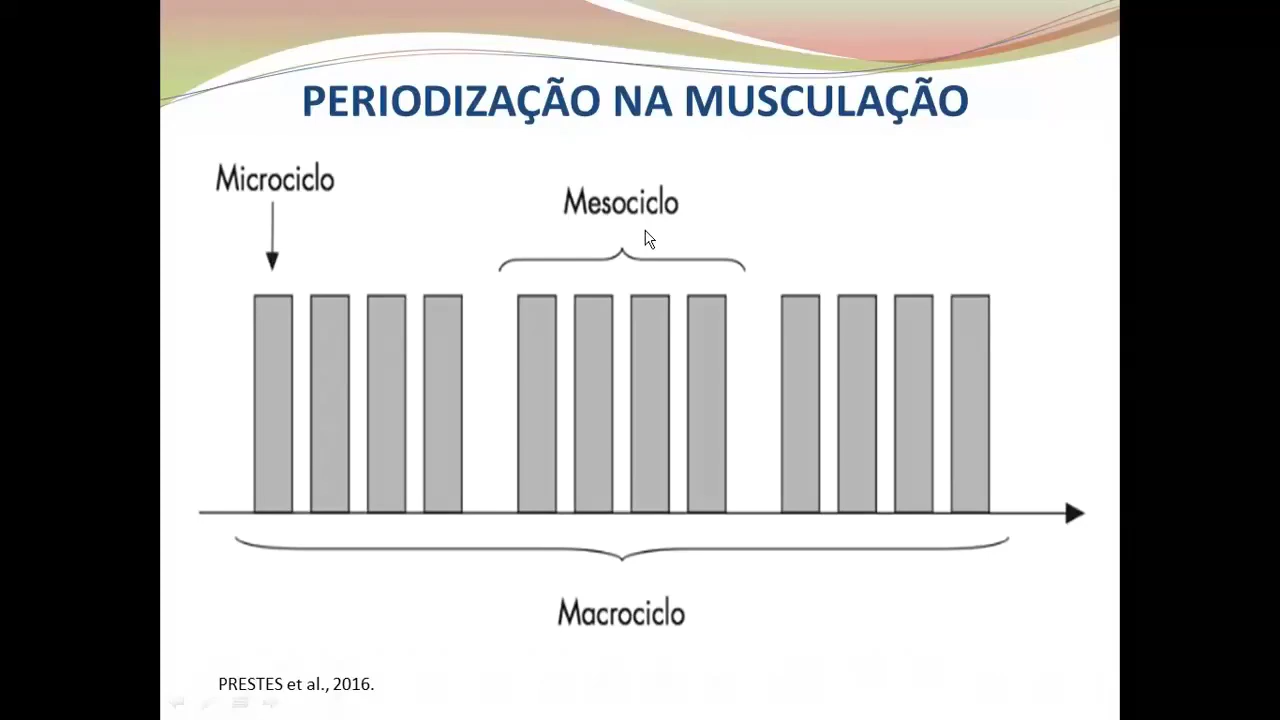 PERIODIZAÇÃO NA MUSCULAÇÃO
Microciclo
Mesociclo
Macrociclo
PRESTES et al., 2016.